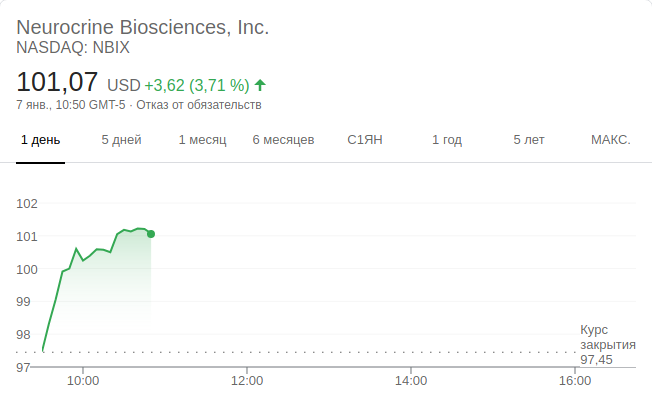 Neurocrine Biosciences, Inc.
NASDAQ: NBIX
101,07 USD +3,62 (3,71 %)
7 янв., 10:50 GMT-5 · Отказ от обязательств
1 день 5 дней 1 месяц 6 месяцев С1ЯН 1 год 5 лет МАКС.
102
101
100
99
98
97
Курс
закрытия
97,45
10:00 12:00 14:00 16:00